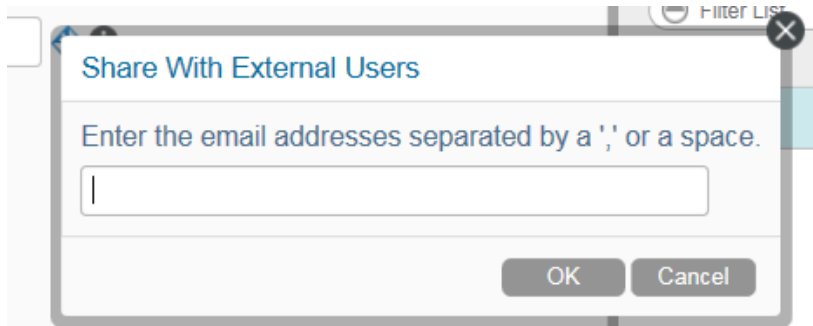 Filter List
Share With External Users
Enter the email addresses separated by a ',' or a space.
OK
Cancel